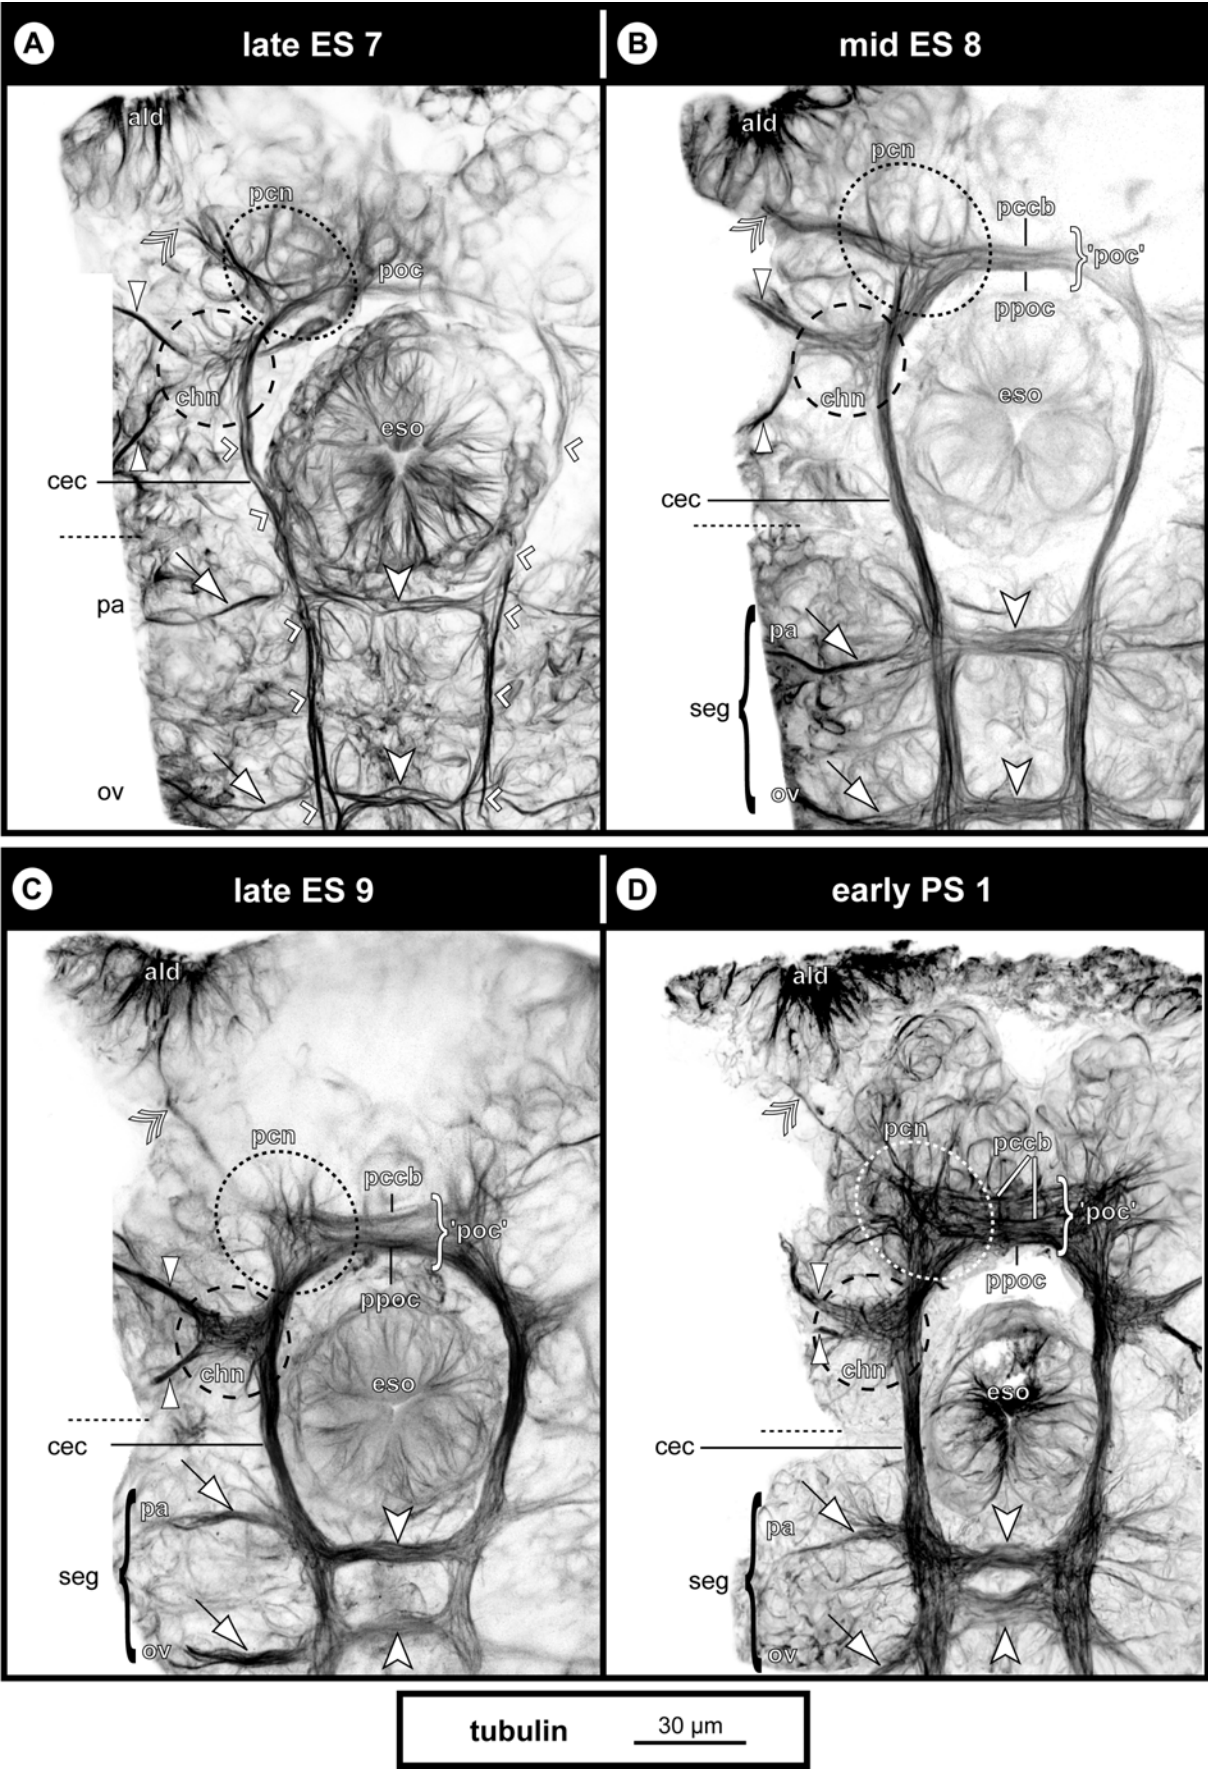 A late ES 7
B mid ES 8
ald
pcn
poc
chn
eso
cec
pa
ov
ald
pcn
pccb
'poc'
ppoc
chn
eso
cec
pa
seg
ov
C late ES 9
D early PS 1
ald
pcn
pccb
'poc'
ppoc
chn
eso
cec
pa
seg
ov
ald
pcn
pccb
'poc'
ppoc
chn
eso
cec
pa
seg
ov
tubulin 30 µm